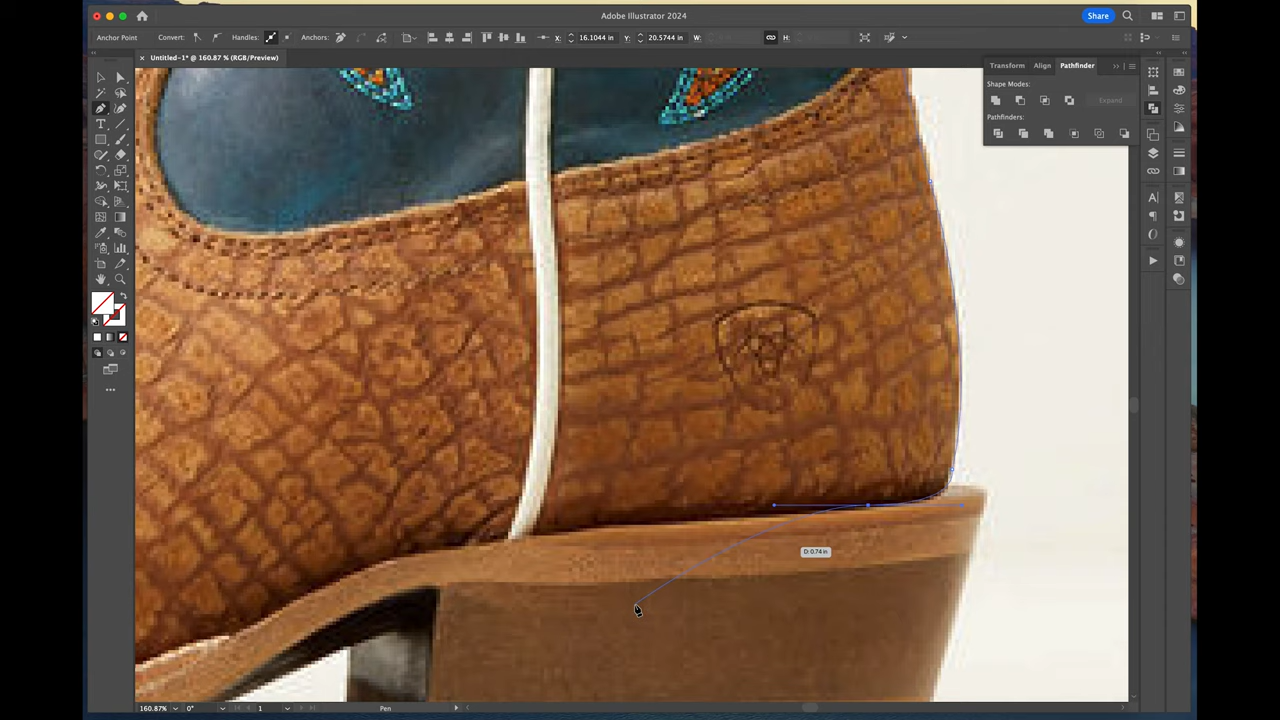 Adobe Illustrator 2024
Share
Anchor Point
Convert:
Handles:
Anchors:
X:
16.1044 in
Y:
20.5744 in
W:
H:
× Untitled-1* @ 160.87 % (RGB/Preview)
Transform
Align
Pathfinder
Shape Modes:
Expand
Pathfinders:
D: 0.74 in
160.87%
0°
1
Pen